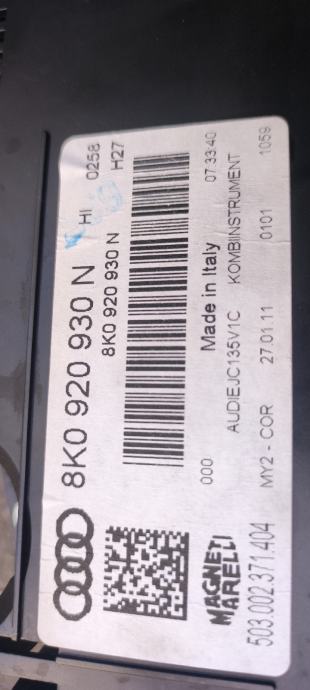 8K0 920 930 N HI 0258
8K0 920 930 N H27
000 Made in Italy 07:33:40
MAGNETI
MARELLI
AUDIEJC135V1C KOMBIINSTRUMENT
503.002.371.404 MY2 - COR 27.01.11 0101 1059